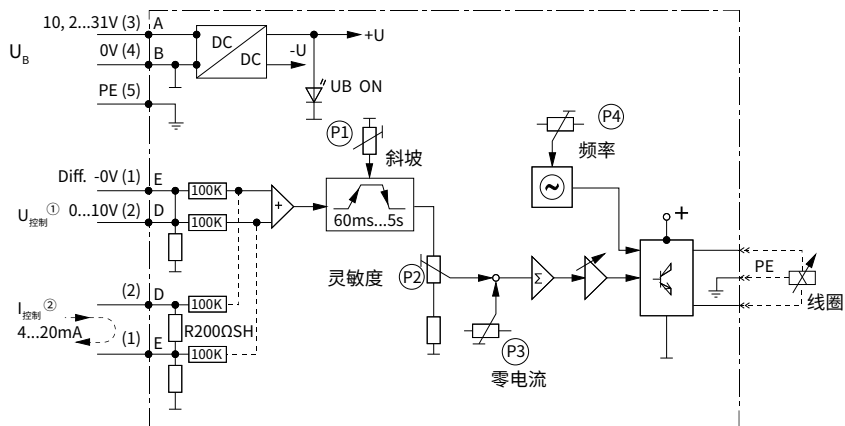 10, 2...31V (3) A
U_B
0V (4) B
DC
DC
+U
-U
UB ON
PE (5)
P1
斜坡
P4
频率
Diff. -0V (1) E
100K
U控制① 0...10V (2) D
100K
+
60ms...5s
+
灵敏度
P2
Σ
PE
线圈
(2) D
100K
I控制②
R200ΩSH
4...20mA
(1) E
100K
P3
零电流